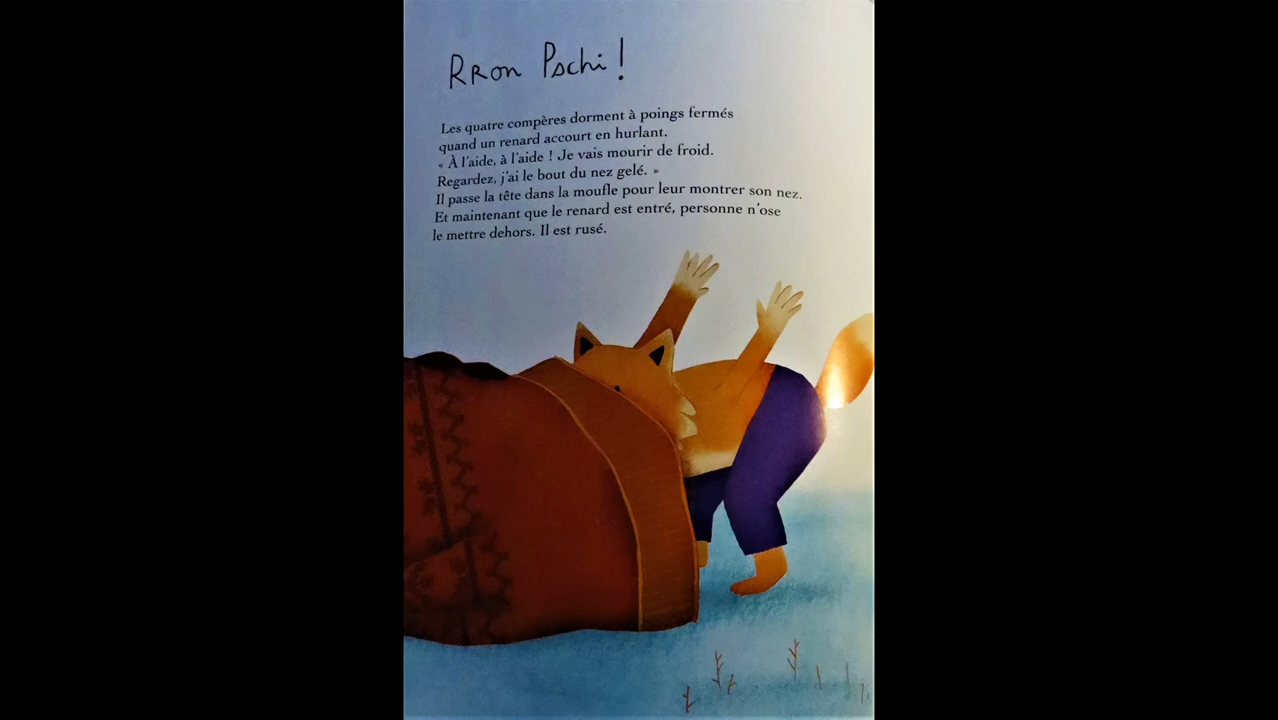 Rron Pschi !
Les quatre compères dorment à poings fermés
quand un renard accourt en hurlant.
« À l'aide, à l'aide ! Je vais mourir de froid.
Regardez, j'ai le bout du nez gelé. »
Il passe la tête dans la moufle pour leur montrer son nez.
Et maintenant que le renard est entré, personne n'ose
le mettre dehors. Il est rusé.